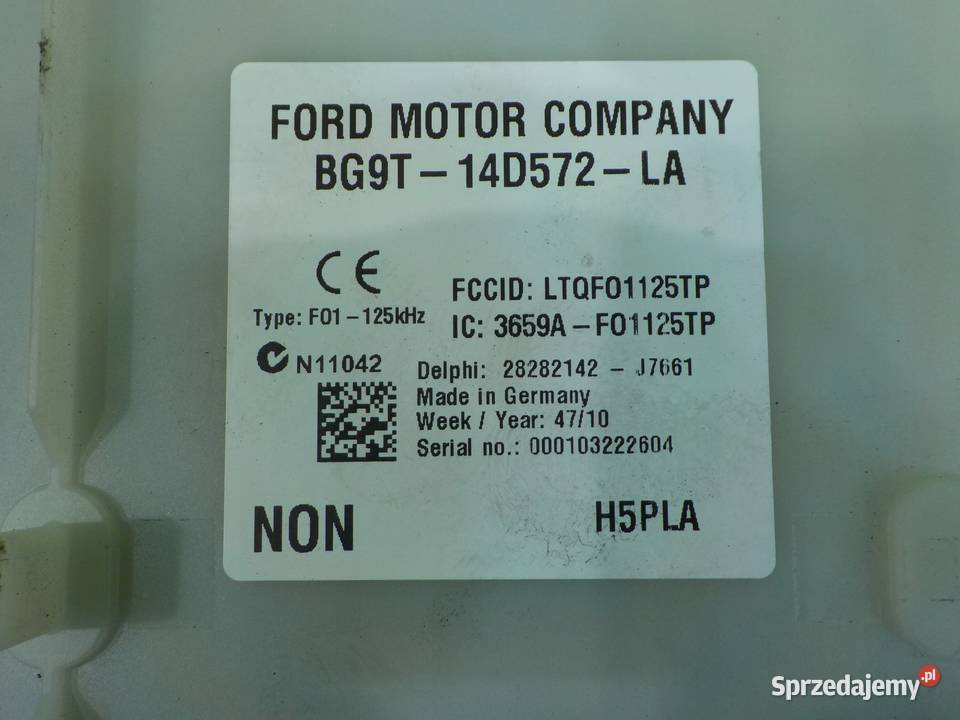 FORD MOTOR COMPANY
BG9T-14D572-LA
CE
Type: F01-125kHz
FCCID: LTQFO1125TP
IC: 3659A-FO1125TP
N11042
Delphi: 28282142 - J7661
Made in Germany
Week / Year: 47/10
Serial no.: 000103222604
NON
H5PLA
Sprzedajemy.pl